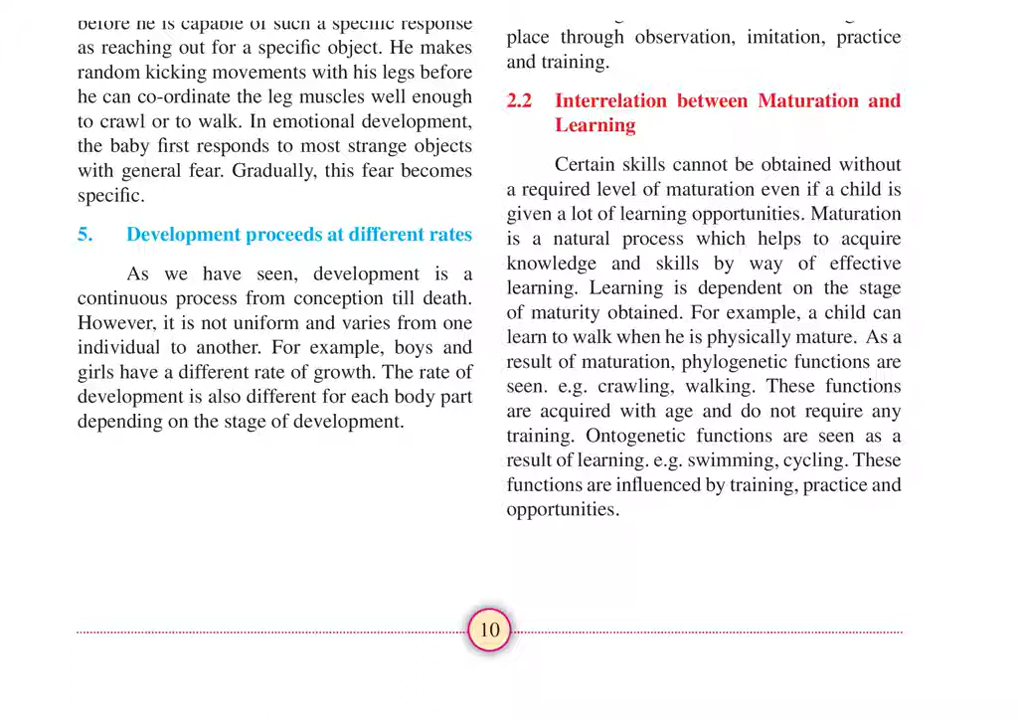 before he is capable of such a specific response
as reaching out for a specific object. He makes
random kicking movements with his legs before
he can co-ordinate the leg muscles well enough
to crawl or to walk. In emotional development,
the baby first responds to most strange objects
with general fear. Gradually, this fear becomes
specific.
5. Development proceeds at different rates
As we have seen, development is a
continuous process from conception till death.
However, it is not uniform and varies from one
individual to another. For example, boys and
girls have a different rate of growth. The rate of
development is also different for each body part
depending on the stage of development.
place through observation, imitation, practice
and training.
2.2 Interrelation between Maturation and
Learning
Certain skills cannot be obtained without
a required level of maturation even if a child is
given a lot of learning opportunities. Maturation
is a natural process which helps to acquire
knowledge and skills by way of effective
learning. Learning is dependent on the stage
of maturity obtained. For example, a child can
learn to walk when he is physically mature. As a
result of maturation, phylogenetic functions are
seen. e.g. crawling, walking. These functions
are acquired with age and do not require any
training. Ontogenetic functions are seen as a
result of learning. e.g. swimming, cycling. These
functions are influenced by training, practice and
opportunities.
10